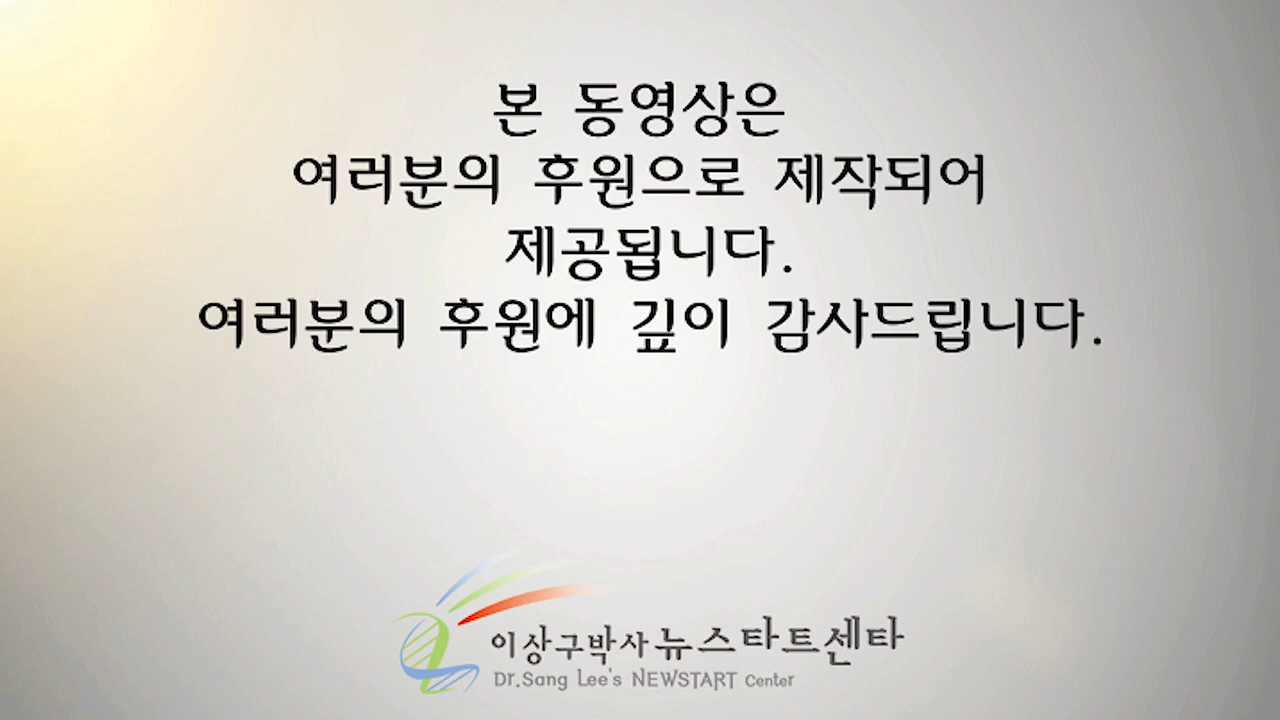 본 동영상은
여러분의 후원으로 제작되어
제공됩니다.
여러분의 후원에 깊이 감사드립니다.
이상구박사 뉴스타트센타
Dr.Sang Lee's NEWSTART Center